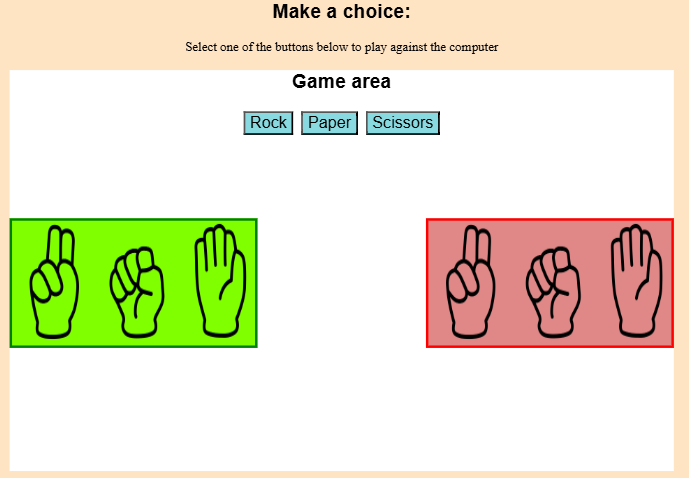 Make a choice:
Select one of the buttons below to play against the computer
Game area
Rock Paper Scissors